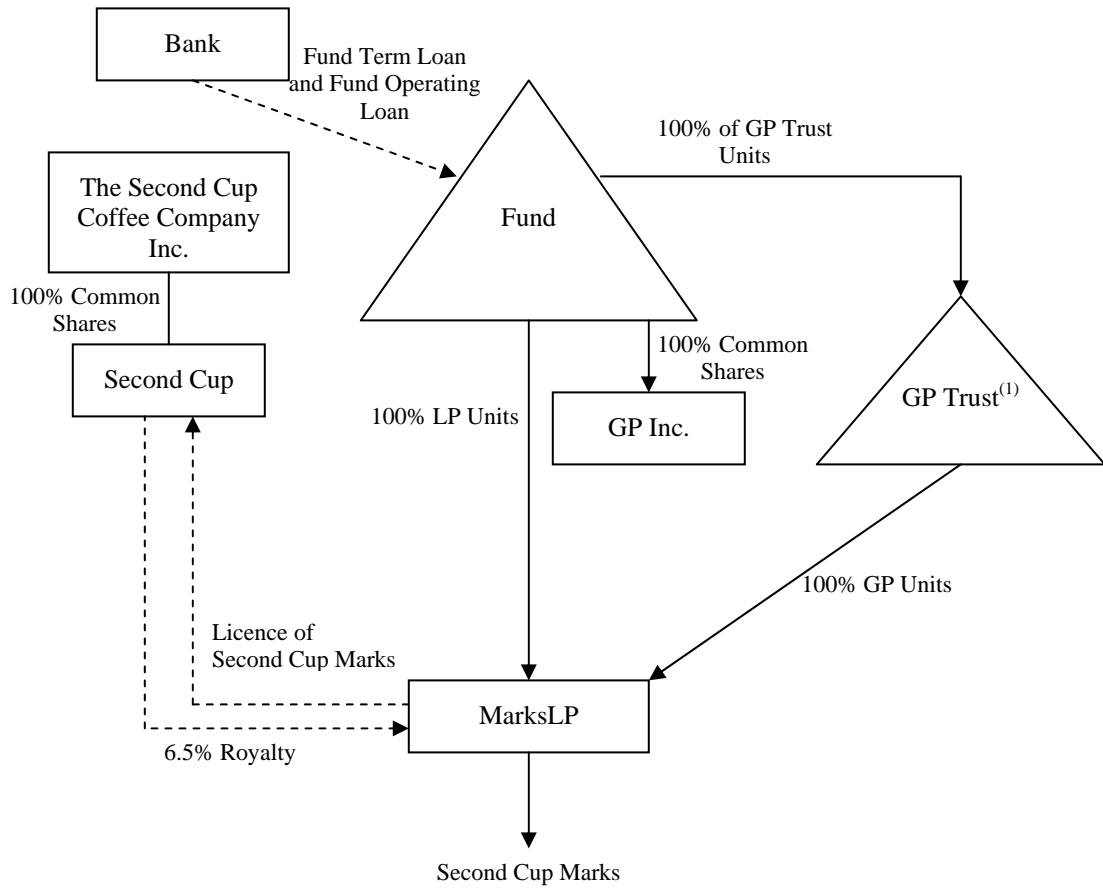 Bank
Fund Term Loan
and Fund Operating
Loan
100% of GP Trust
Units
The Second Cup
Coffee Company
Inc.
Fund
100% Common
Shares
Second Cup
100% Common
Shares
GP Trust(1)
100% LP Units
GP Inc.
100% GP Units
Licence of
Second Cup Marks
MarksLP
6.5% Royalty
Second Cup Marks